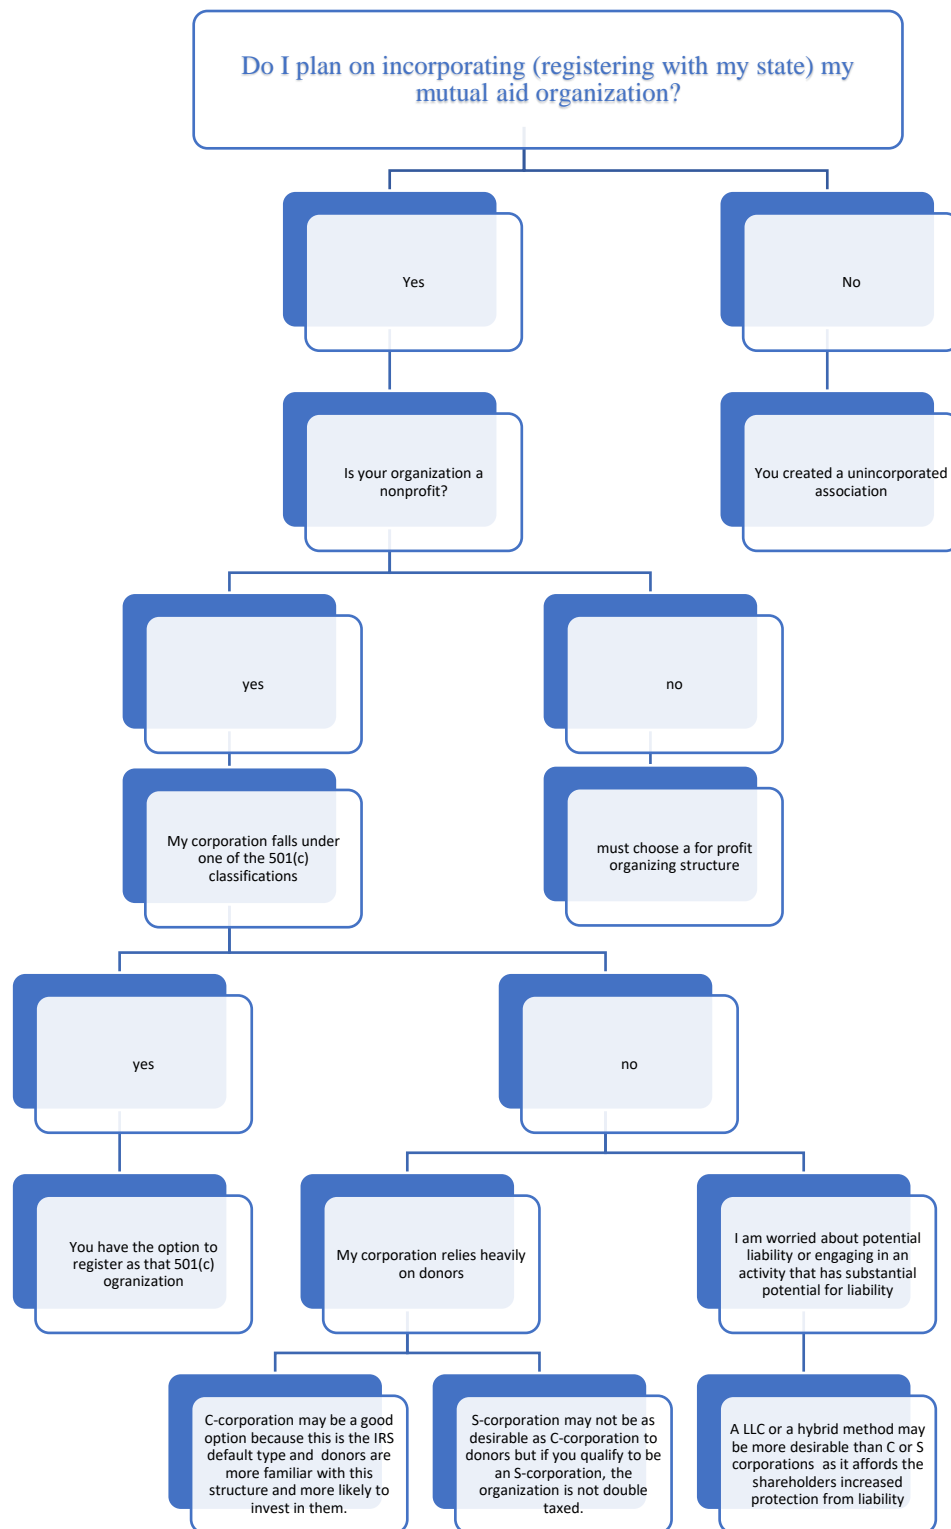 Do I plan on incorporating (registering with my state) my
mutual aid organization?
Yes
No
Is your organization a
nonprofit?
You created a unincorporated
association
yes
no
My corporation falls under
one of the 501(c)
classifications
must choose a for profit
organizing structure
yes
no
You have the option to
register as that 501(c)
ogranization
My corporation relies heavily
on donors
I am worried about potential
liability or engaging in an
activity that has substantial
potential for liability
C-corporation may be a good
option because this is the IRS
default type and donors are
more familiar with this
structure and more likely to
invest in them.
S-corporation may not be as
desirable as C-corporation to
donors but if you qualify to be
an S-corporation, the
organization is not double
taxed.
A LLC or a hybrid method may
be more desirable than C or S
corporations as it affords the
shareholders increased
protection from liability